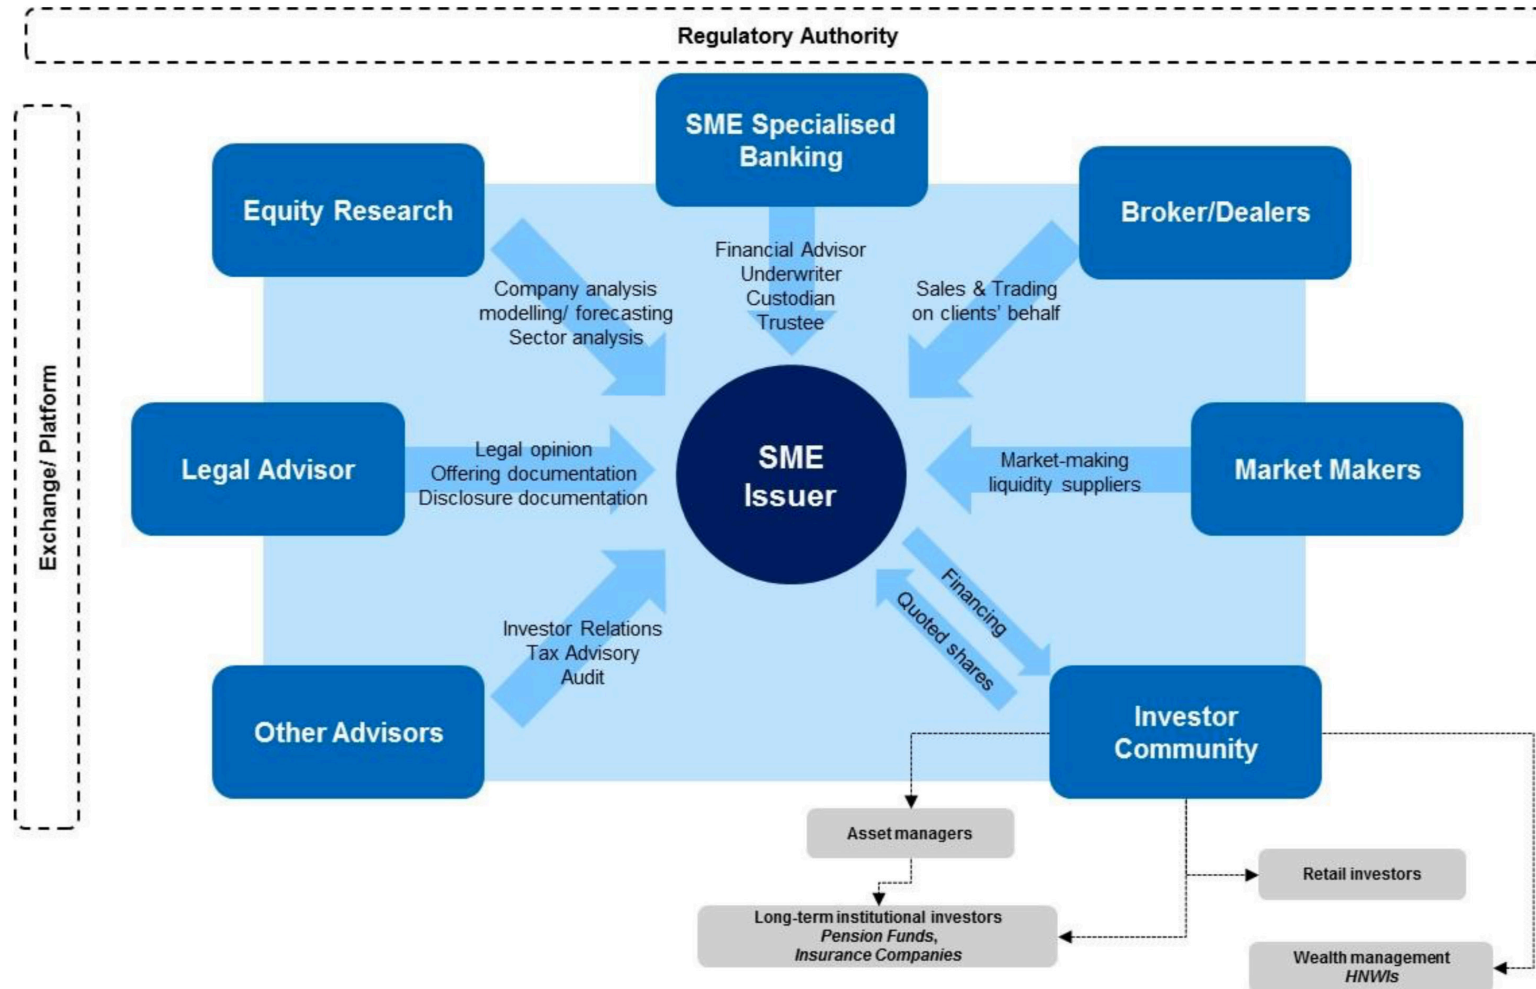 Regulatory Authority
Exchange/ Platform
SME Specialised
Banking
Equity Research
Broker/Dealers
Financial Advisor
Underwriter
Custodian
Trustee
Company analysis
modelling/ forecasting
Sector analysis
Sales & Trading
on clients' behalf
Legal Advisor
Legal opinion
Offering documentation
Disclosure documentation
SME
Issuer
Market-making
liquidity suppliers
Market Makers
Financing
Quoted shares
Investor Relations
Tax Advisory
Audit
Other Advisors
Investor
Community
Asset managers
Retail investors
Long-term institutional investors
Pension Funds,
Insurance Companies
Wealth management
HNWIs